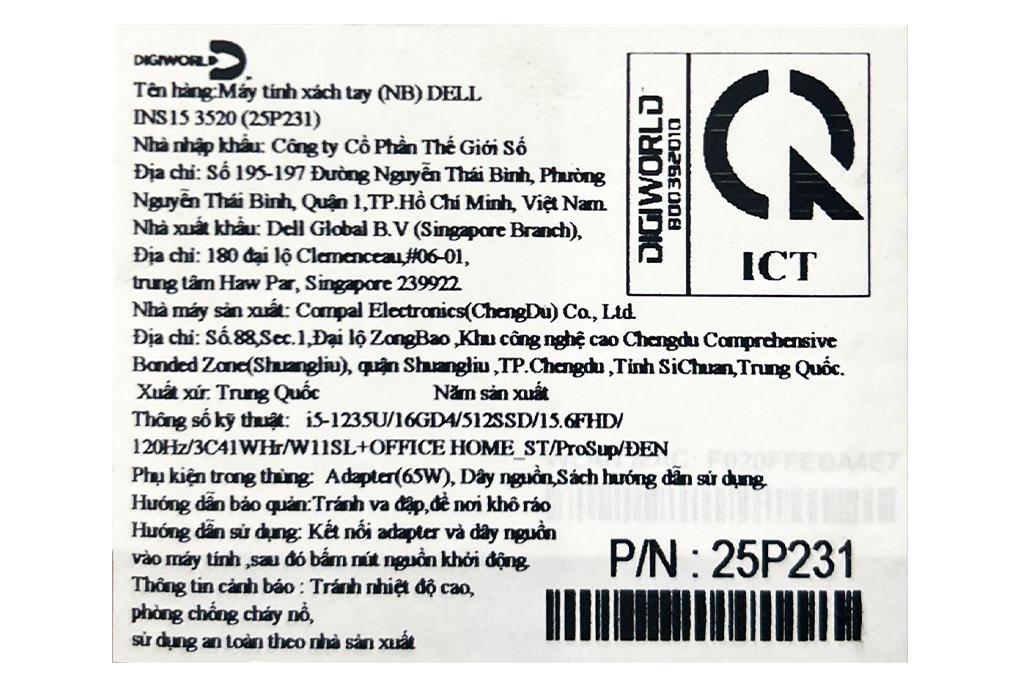 DIGIWORLD
Tên hàng:Máy tính xách tay (NB) DELL
INS15 3520 (25P231)
Nhà nhập khẩu: Công ty Cổ Phần Thế Giới Số
Địa chỉ: Số 195-197 Đường Nguyễn Thái Bình, Phường
Nguyễn Thái Bình, Quận 1,TP.Hồ Chí Minh, Việt Nam.
Nhà xuất khẩu: Dell Global B.V (Singapore Branch),
Địa chỉ: 180 đại lộ Clemenceau,#06-01,
trung tâm Haw Par, Singapore 239922.
Nhà máy sản xuất: Compal Electronics(ChengDu) Co., Ltd.
Địa chỉ: Số.88,Sec.1,Đại lộ ZongBao ,Khu công nghệ cao Chengdu Comprehensive
Bonded Zone(Shuangliu), quận Shuangliu ,TP.Chengdu ,Tỉnh SiChuan,Trung Quốc.
Xuất xứ: Trung Quốc Năm sản xuất
Thông số kỹ thuật: i5-1235U/16GD4/512SSD/15.6FHD/
120Hz/3C41WHr/W11SL+OFFICE HOME_ST/ProSup/ĐEN
Phụ kiện trong thùng: Adapter(65W), Dây nguồn,Sách hướng dẫn sử dụng.
Hướng dẫn bảo quản:Tránh va đập,để nơi khô ráo
Hướng dẫn sử dụng: Kết nối adapter và dây nguồn
vào máy tính ,sau đó bấm nút nguồn khởi động.
Thông tin cảnh báo : Tránh nhiệt độ cao,
phòng chống cháy nổ,
sử dụng an toàn theo nhà sản xuất
DIGIWORLD
B00392010
ICT
P/N : 25P231